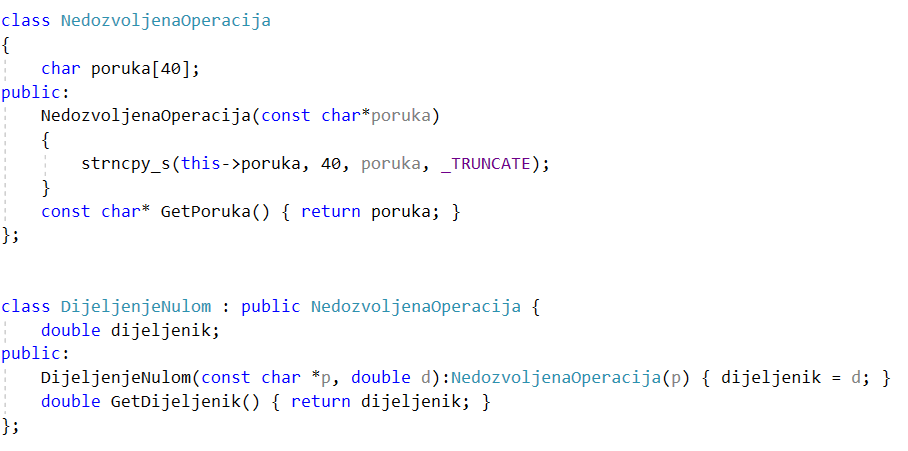 class NedozvoljenaOperacija
{
    char poruka[40];
public:
    NedozvoljenaOperacija(const char*poruka)
    {
        strncpy_s(this->poruka, 40, poruka, _TRUNCATE);
    }
    const char* GetPoruka() { return poruka; }
};
class DijeljenjeNulom : public NedozvoljenaOperacija {
    double dijeljenik;
public:
    DijeljenjeNulom(const char *p, double d):NedozvoljenaOperacija(p) { dijeljenik = d; }
    double GetDijeljenik() { return dijeljenik; }
};